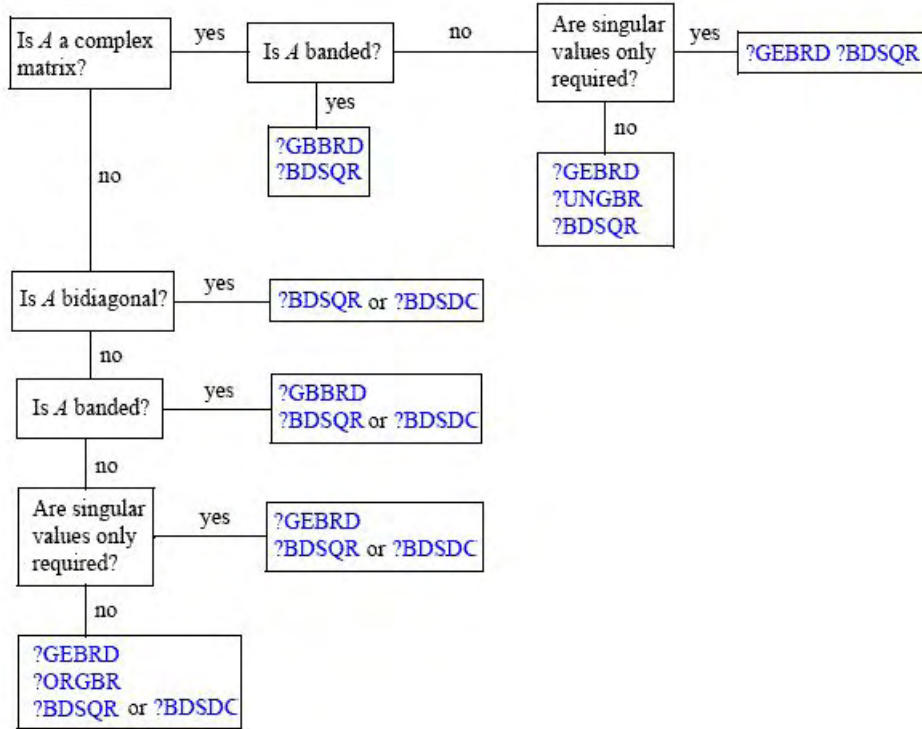 Is A a complex
matrix?
yes
Is A banded?
no
Are singular
values only
required?
yes
?GEBRD ?BDSQR
yes
?GBBRD
?BDSQR
no
?GEBRD
?UNGBR
?BDSQR
no
Is A bidiagonal?
yes
?BDSQR or ?BDSDC
no
Is A banded?
yes
?GBBRD
?BDSQR or ?BDSDC
no
Are singular
values only
required?
yes
?GEBRD
?BDSQR or ?BDSDC
no
?GEBRD
?ORGBR
?BDSQR or ?BDSDC